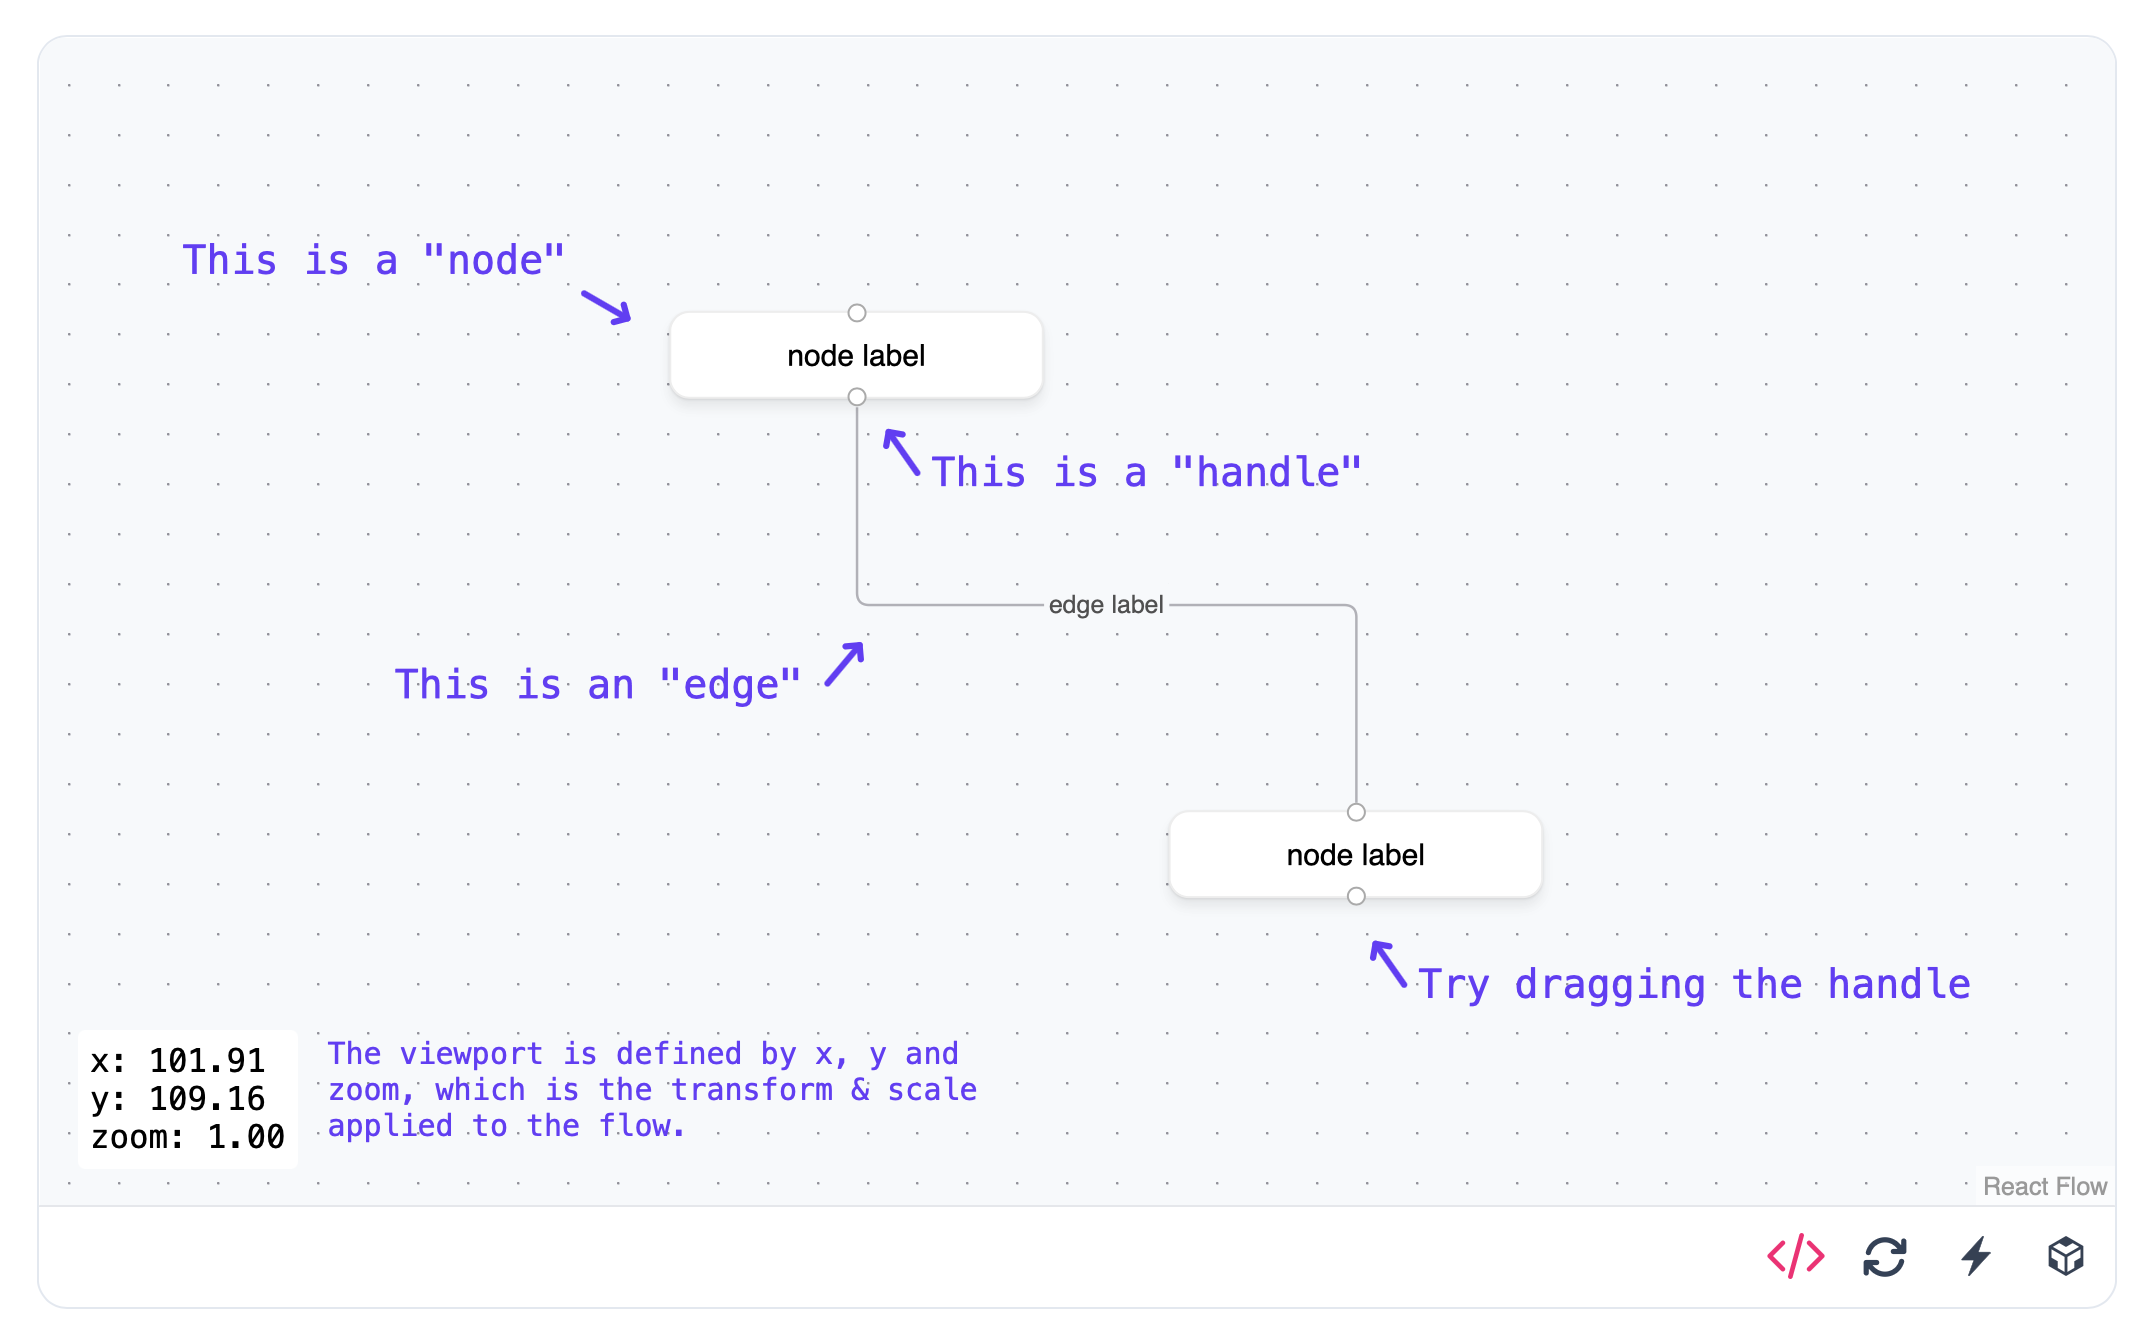 This is a "node"
node label
This is a "handle"
edge label
This is an "edge"
node label
Try dragging the handle
x: 101.91
y: 109.16
zoom: 1.00
The viewport is defined by x, y and
zoom, which is the transform & scale
applied to the flow.
React Flow